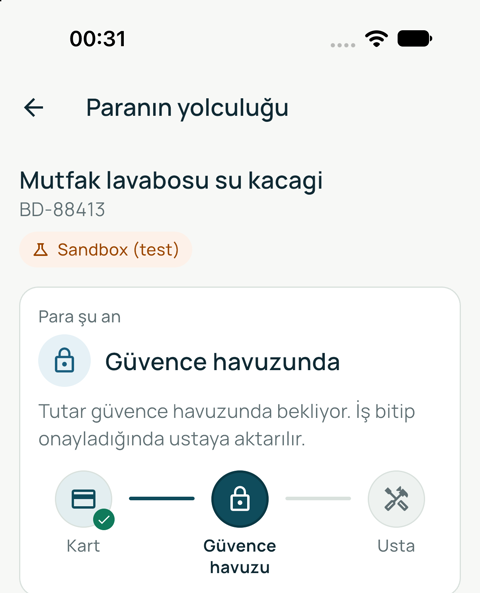 00:31
Paranın yolculuğu
Mutfak lavabosu su kacagi
BD-88413
Sandbox (test)
Para şu an
Güvence havuzunda
Tutar güvence havuzunda bekliyor. İş bitip
onayladığında ustaya aktarılır.
Kart
Güvence
havuzu
Usta